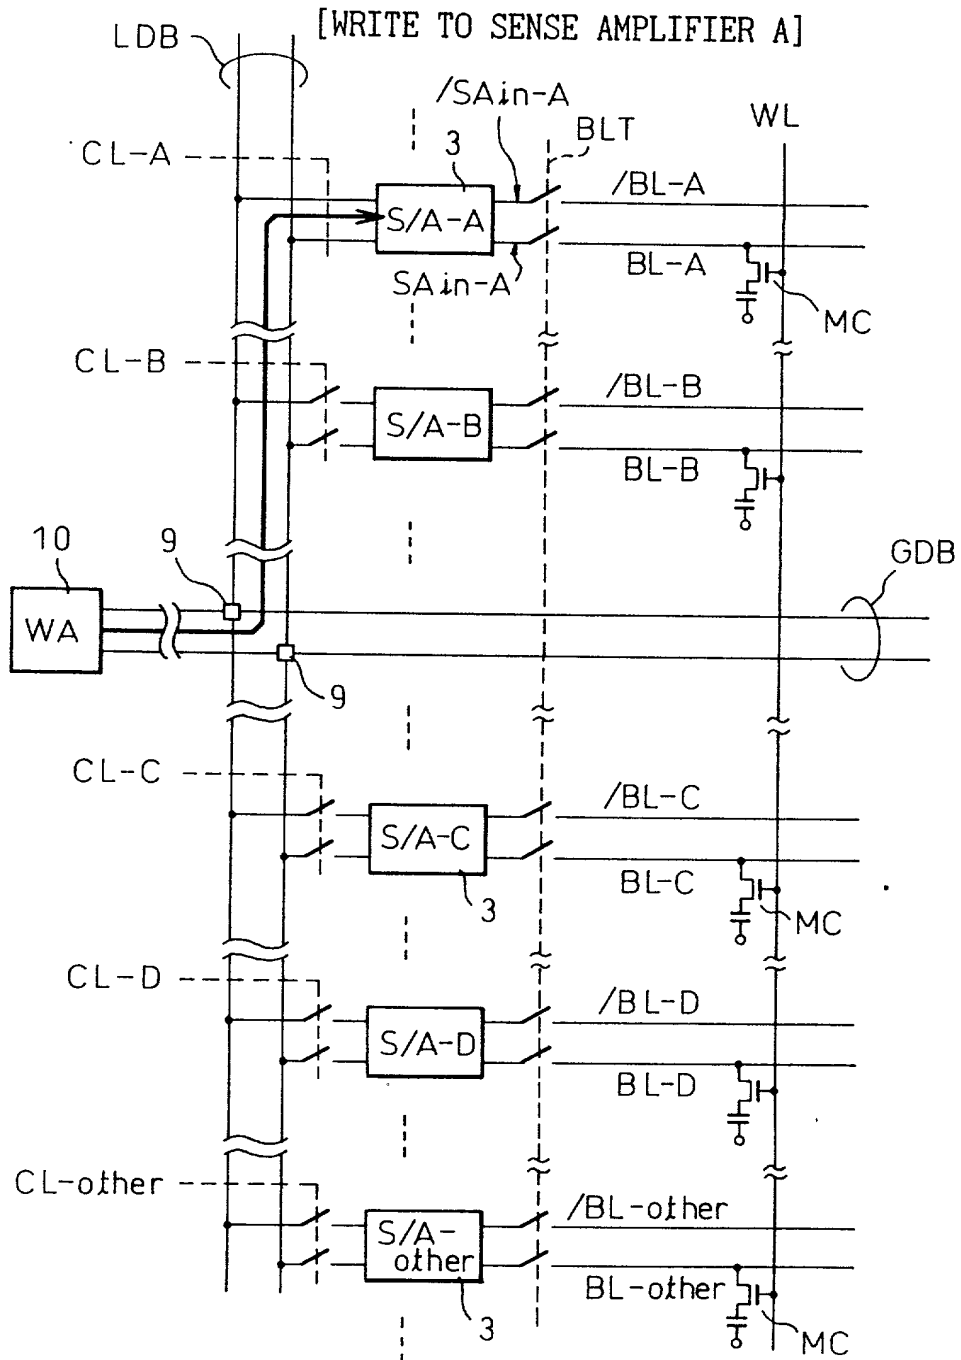 [WRITE TO SENSE AMPLIFIER A]
LDB
/SAin-A
WL
BLT
CL-A
3
/BL-A
S/A-A
BL-A
SAin-A
MC
CL-B
/BL-B
S/A-B
BL-B
10
9
GDB
WA
9
CL-C
/BL-C
S/A-C
BL-C
3
MC
CL-D
/BL-D
S/A-D
BL-D
CL-other
/BL-other
S/A-
other
BL-other
3
MC